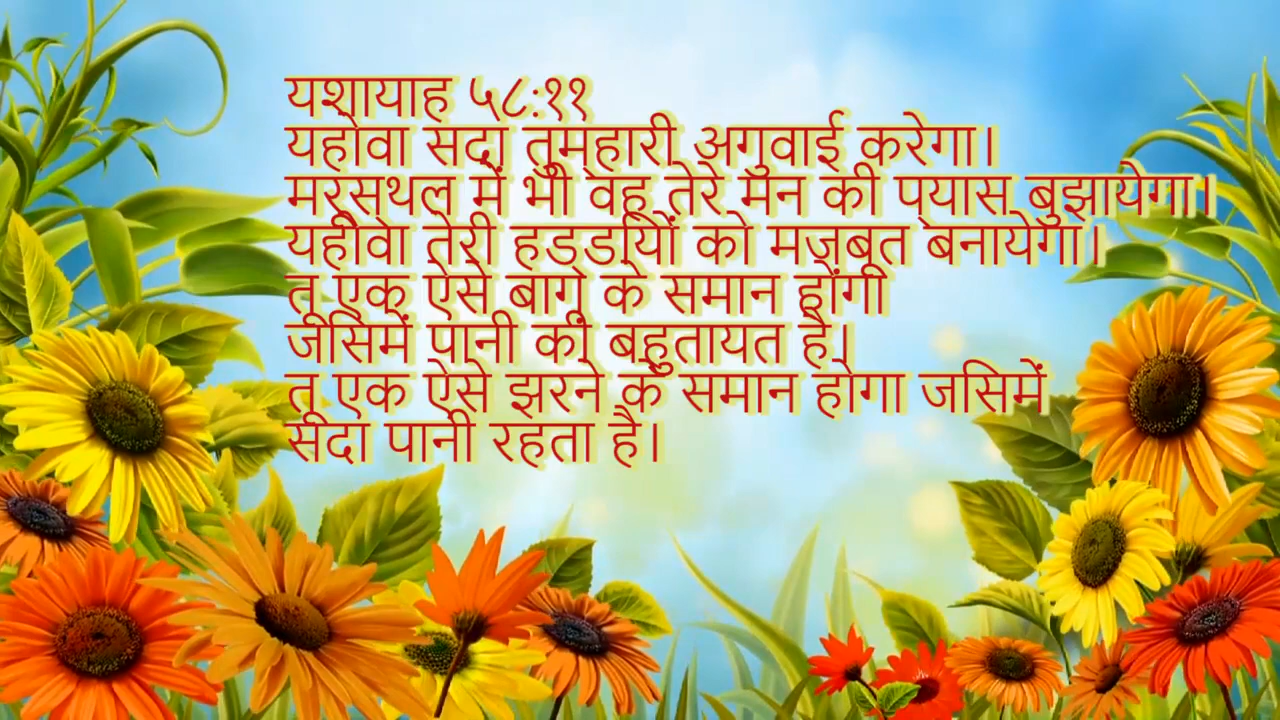 यशायाह ५८:११
यहोवा सदा तुम्हारी अगुवाई करेगा।
मरूस्थल में भी वह तेरे मन की प्यास बुझायेगा।
यहोवा तेरी हड्डियों को मजबूत बनायेगा।
तू एक ऐसे बाग़ के समान होंगी
जिसमें पानी की बहुतायत है।
तू एक ऐसे झरने के समान होगा जिसमें
सदा पानी रहता है।